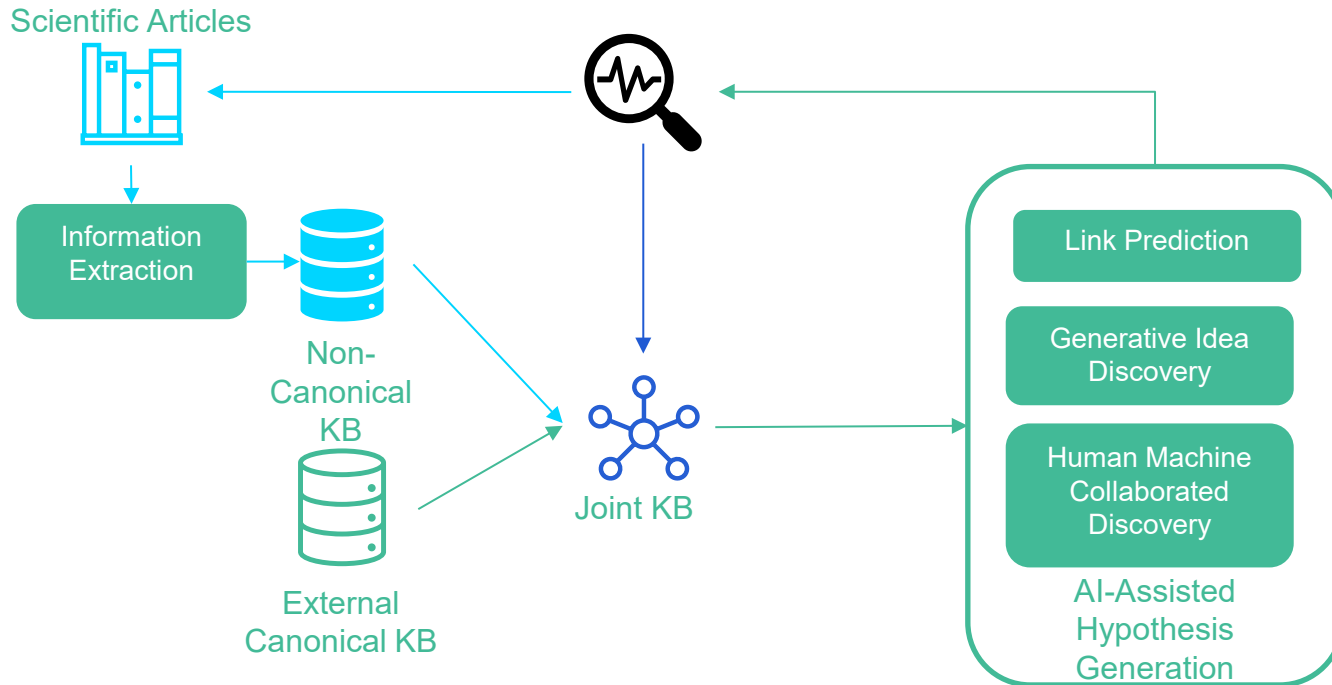 Scientific Articles
Information
Extraction
Non-
Canonical
KB
External
Canonical KB
Joint KB
Link Prediction
Generative Idea
Discovery
Human Machine
Collaborated
Discovery
AI-Assisted
Hypothesis
Generation